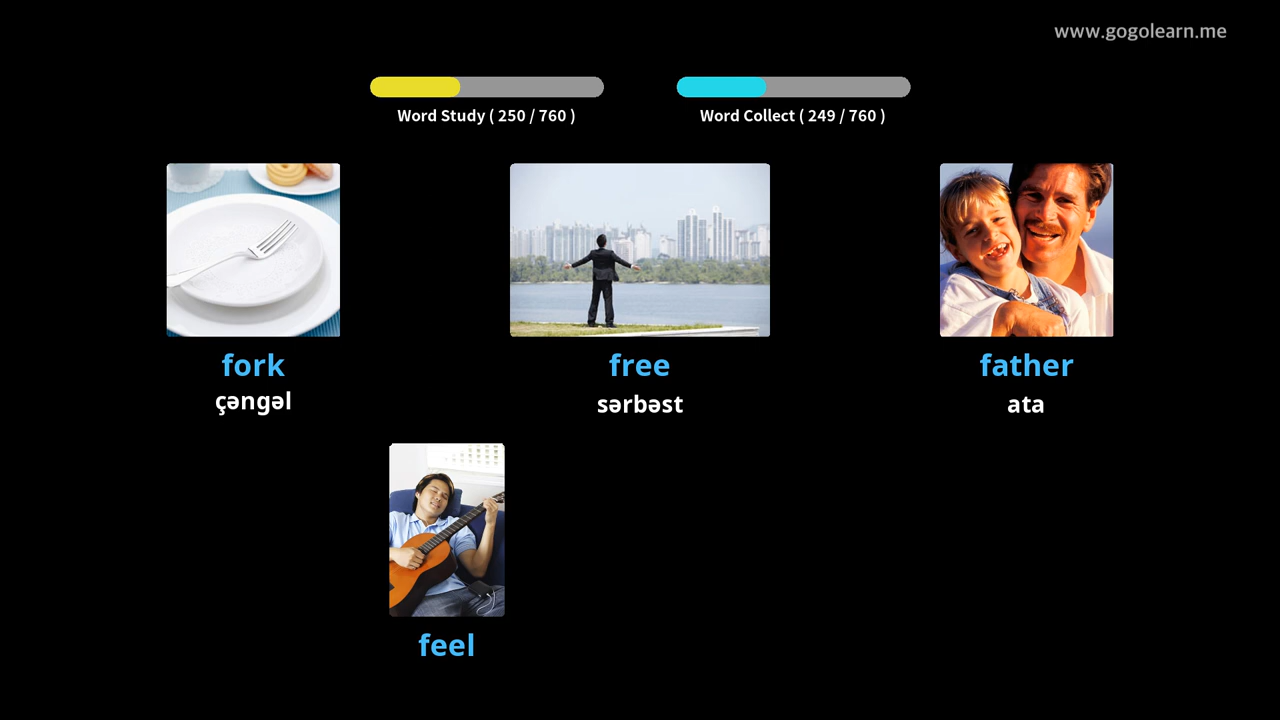 www.gogolearn.me
Word Study ( 250 / 760 )
Word Collect ( 249 / 760 )
fork
free
father
çəngəl
sərbəst
ata
feel